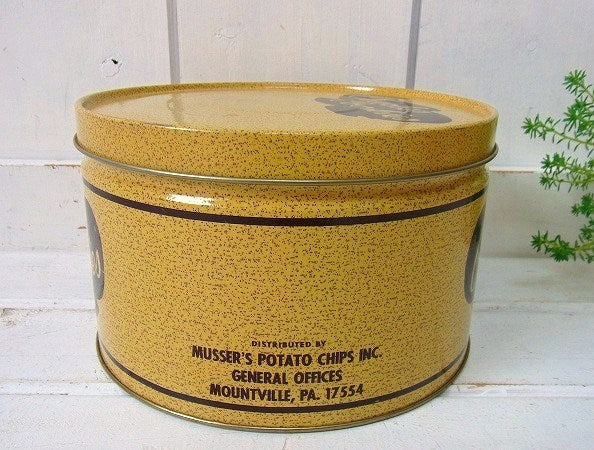 DISTRIBUTED BY
MUSSER'S POTATO CHIPS INC.
GENERAL OFFICES
MOUNTVILLE, PA. 17554